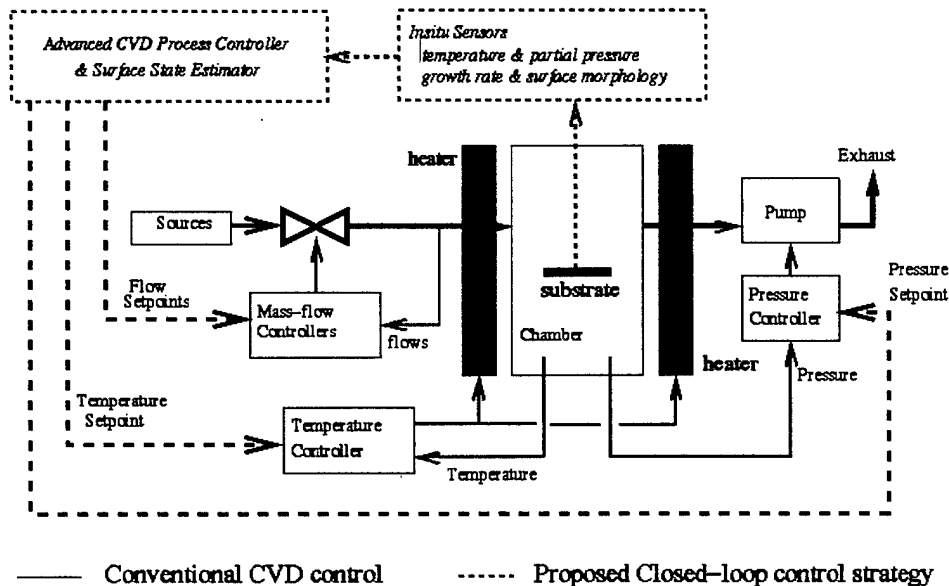 Advanced CVD Process Controller
& Surface State Estimator
Insitu Sensors
temperature & partial pressure
growth rate & surface morphology
heater
Exhaust
Sources
Pump
Flow
Setpoints
Mass–flow
Controllers
flows
substrate
Chamber
Pressure
Controller
Pressure
Setpoint
heater
Pressure
Temperature
Setpoint
Temperature
Controller
Temperature
Conventional CVD control
Proposed Closed–loop control strategy